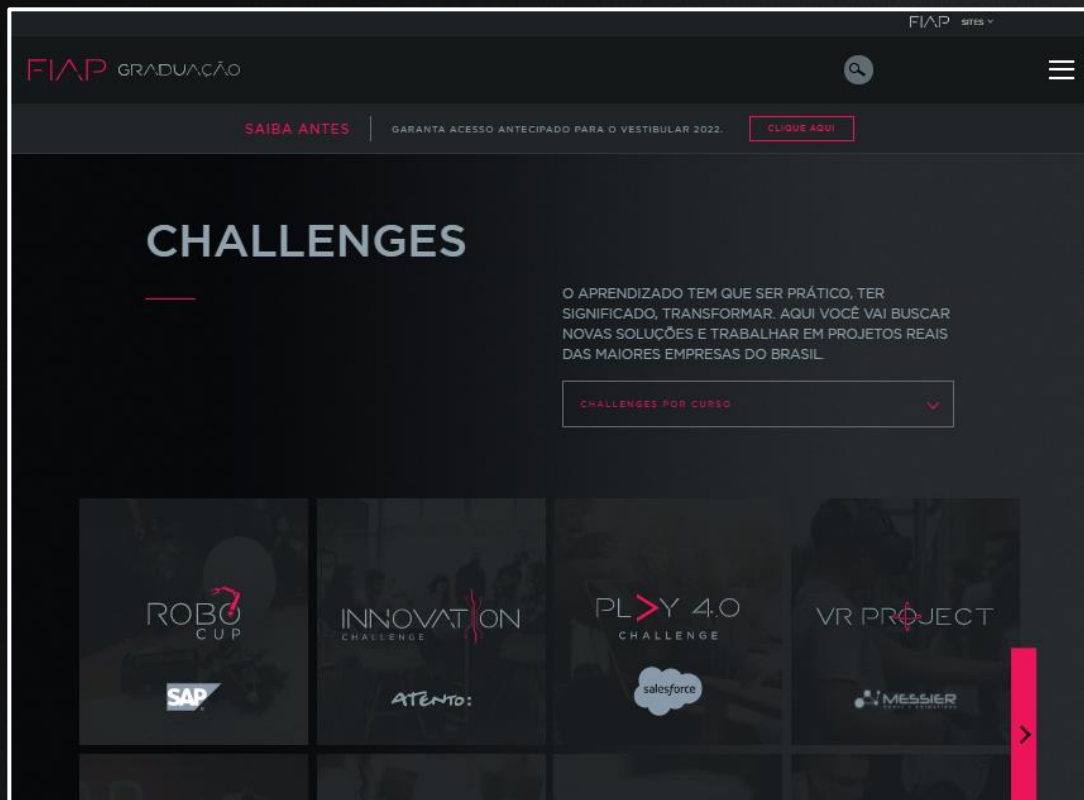 FIAP SITES
FIAP GRADUAÇÃO
SAIBA ANTES
GARANTA ACESSO ANTECIPADO PARA O VESTIBULAR 2022.
CLIQUE AQUI
CHALLENGES
O APRENDIZADO TEM QUE SER PRÁTICO, TER
SIGNIFICADO, TRANSFORMAR. AQUI VOCÊ VAI BUSCAR
NOVAS SOLUÇÕES E TRABALHAR EM PROJETOS REAIS
DAS MAIORES EMPRESAS DO BRASIL.
CHALLENGES POR CURSO
ROBO
CUP
SAP
INNOVATION
CHALLENGE
ATENTO:
PLAY 4.0
CHALLENGE
salesforce
VR PROJECT
MESSIER